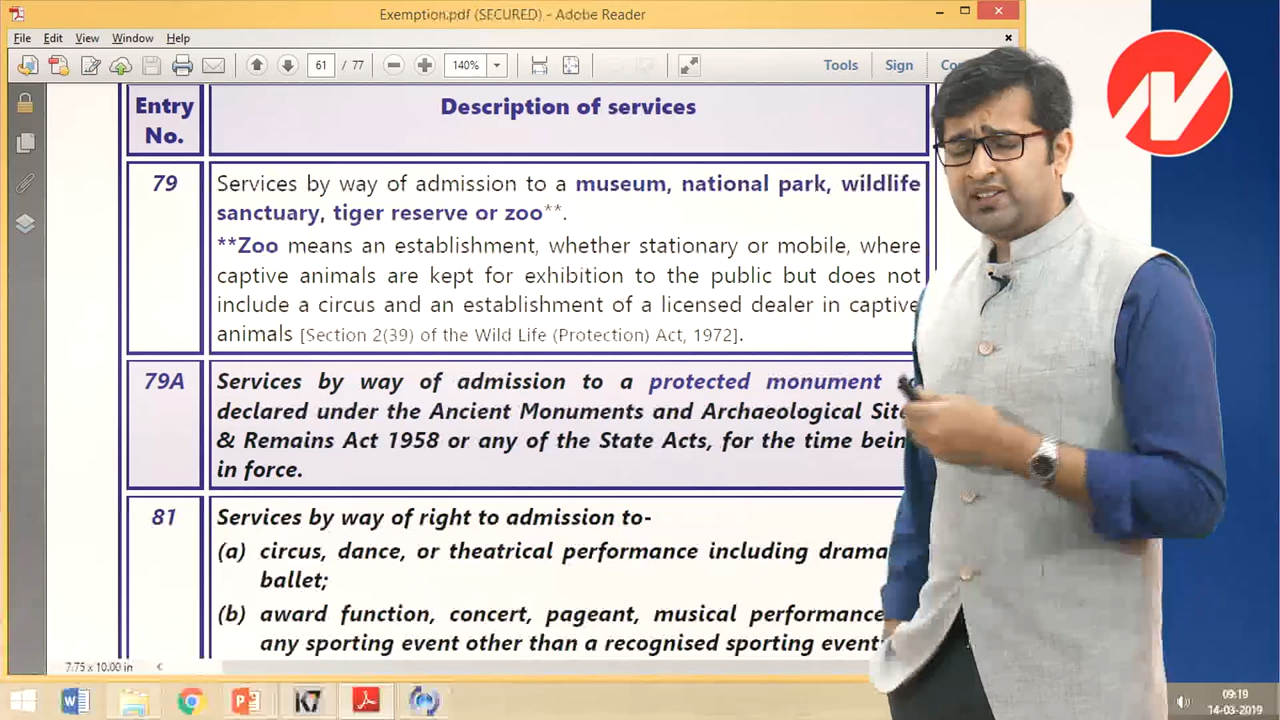 Exemption.pdf (SECURED) - Adobe Reader
File Edit View Window Help
61 / 77 140% Tools Sign
Entry No. Description of services
79 Services by way of admission to a museum, national park, wildlife
sanctuary, tiger reserve or zoo**.
**Zoo means an establishment, whether stationary or mobile, where
captive animals are kept for exhibition to the public but does not
include a circus and an establishment of a licensed dealer in captive
animals [Section 2(39) of the Wild Life (Protection) Act, 1972].
79A Services by way of admission to a protected monument
declared under the Ancient Monuments and Archaeological
& Remains Act 1958 or any of the State Acts, for the time
in force.
81 Services by way of right to admission to-
(a) circus, dance, or theatrical performance including drama
ballet;
(b) award function, concert, pageant, musical performance
any sporting event other than a recognised sporting event
7.75 x 10.00 in
09:19
14-03-2019